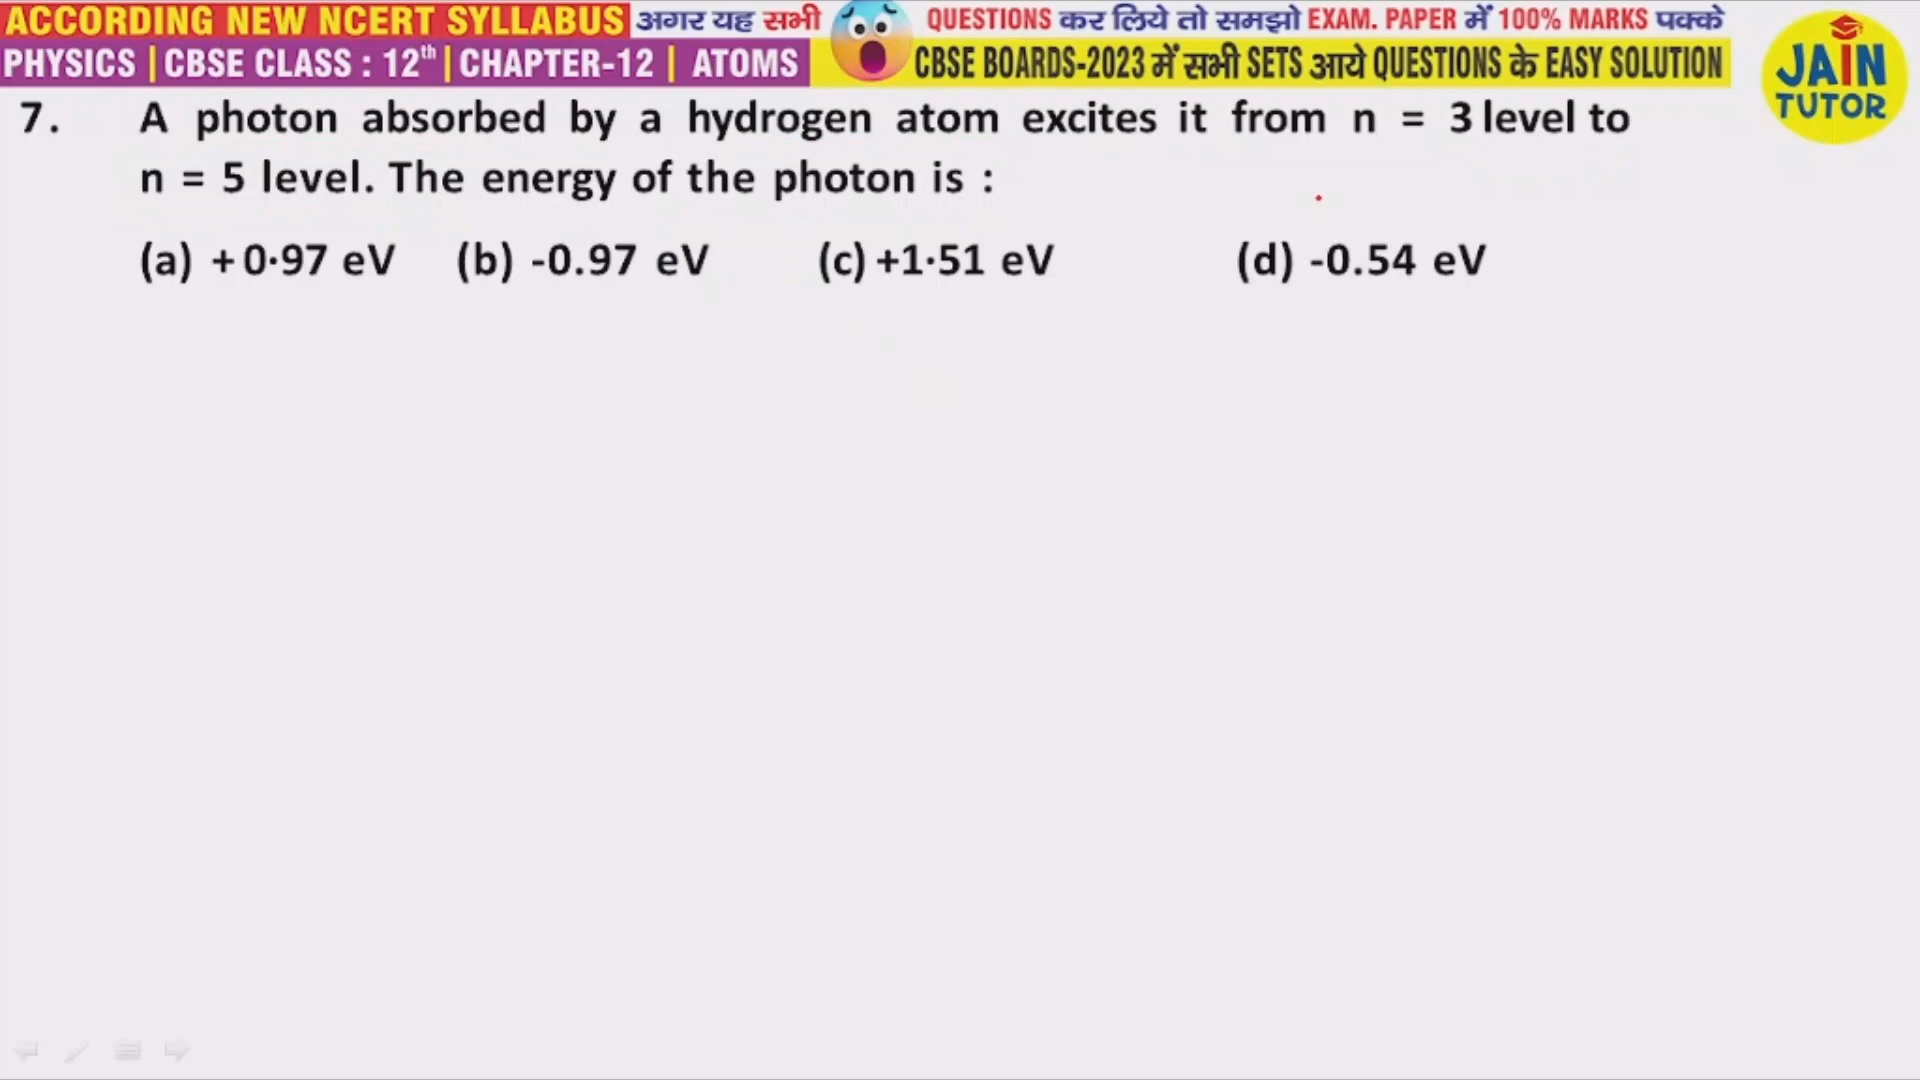 ACCORDING NEW NCERT SYLLABUS अगर यह सभी QUESTIONS कर लिये तो समझो EXAM. PAPER में 100% MARKS पक्के
PHYSICS | CBSE CLASS : 12th | CHAPTER-12 | ATOMS CBSE BOARDS-2023 में सभी SETS आये QUESTIONS के EASY SOLUTION
JAIN
TUTOR
7. A photon absorbed by a hydrogen atom excites it from n = 3 level to
n = 5 level. The energy of the photon is :
(a) +0·97 eV (b) -0.97 eV (c) +1·51 eV (d) -0.54 eV